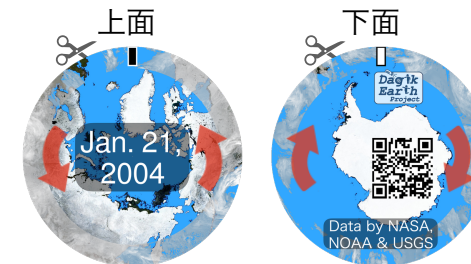 上面
下面
Jan. 21,
2004
Dagik
Earth
Project
Data by NASA,
NOAA & USGS